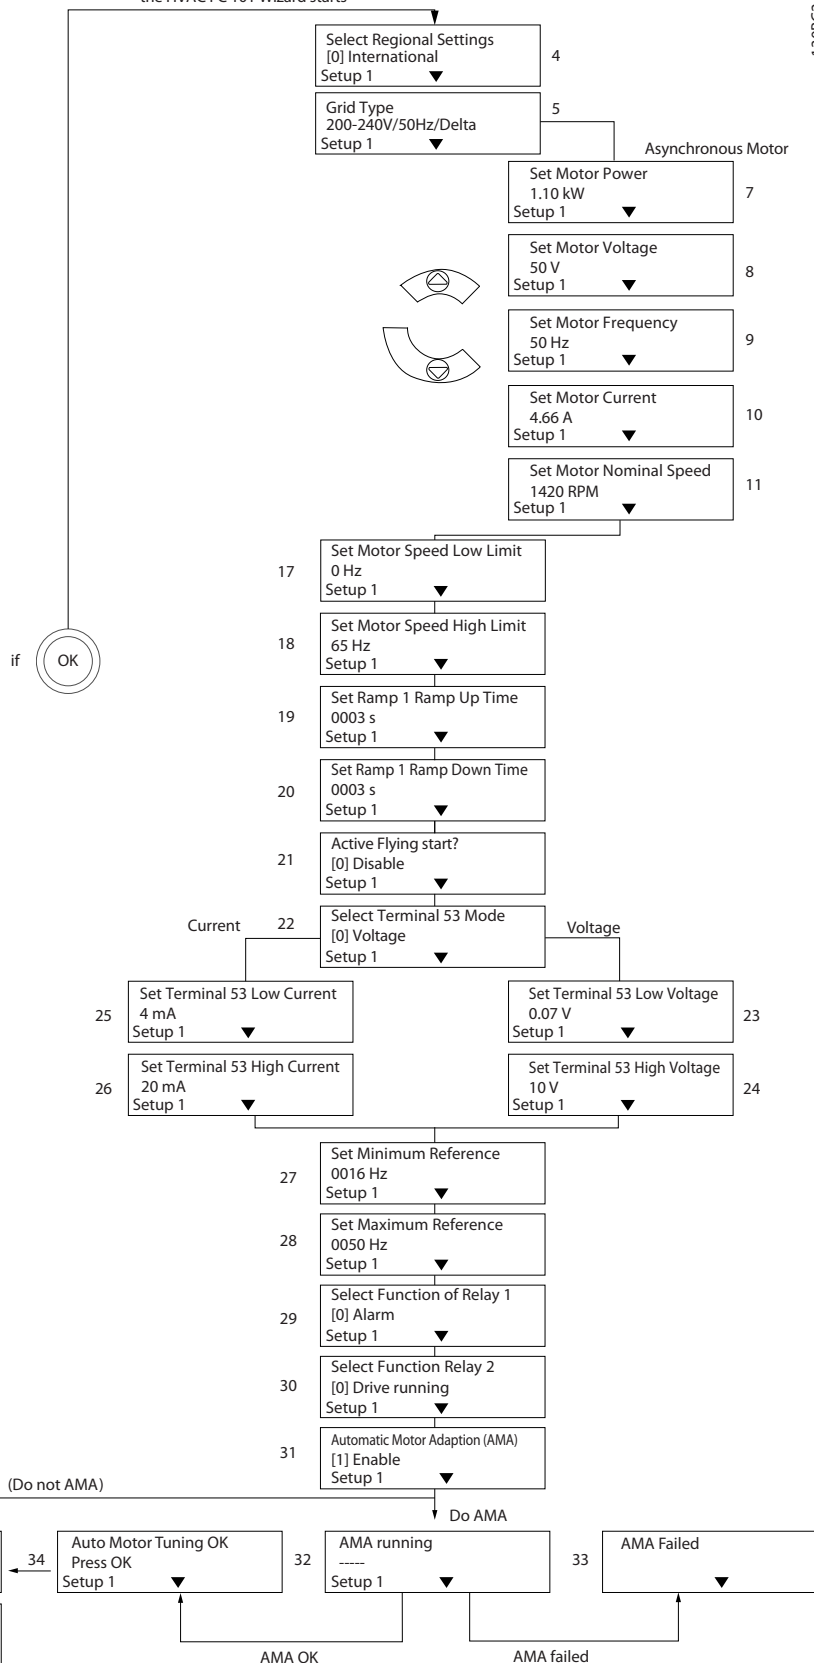 Select Regional Settings
[0] International
Setup 1
4
Grid Type
200-240V/50Hz/Delta
Setup 1
5
Asynchronous Motor
Set Motor Power
1.10 kW
Setup 1
7
Set Motor Voltage
50 V
Setup 1
8
Set Motor Frequency
50 Hz
Setup 1
9
Set Motor Current
4.66 A
Setup 1
10
Set Motor Nominal Speed
1420 RPM
Setup 1
11
17
Set Motor Speed Low Limit
0 Hz
Setup 1
18
Set Motor Speed High Limit
65 Hz
Setup 1
if
OK
19
Set Ramp 1 Ramp Up Time
0003 s
Setup 1
20
Set Ramp 1 Ramp Down Time
0003 s
Setup 1
21
Active Flying start?
[0] Disable
Setup 1
Current
22
Select Terminal 53 Mode
[0] Voltage
Setup 1
Voltage
25
Set Terminal 53 Low Current
4 mA
Setup 1
Set Terminal 53 Low Voltage
0.07 V
Setup 1
23
26
Set Terminal 53 High Current
20 mA
Setup 1
Set Terminal 53 High Voltage
10 V
Setup 1
24
27
Set Minimum Reference
0016 Hz
Setup 1
28
Set Maximum Reference
0050 Hz
Setup 1
29
Select Function of Relay 1
[0] Alarm
Setup 1
30
Select Function Relay 2
[0] Drive running
Setup 1
31
Automatic Motor Adaption (AMA)
[1] Enable
Setup 1
(Do not AMA)
Do AMA
34
Auto Motor Tuning OK
Press OK
Setup 1
32
AMA running
-----
Setup 1
33
AMA Failed
AMA OK
AMA failed